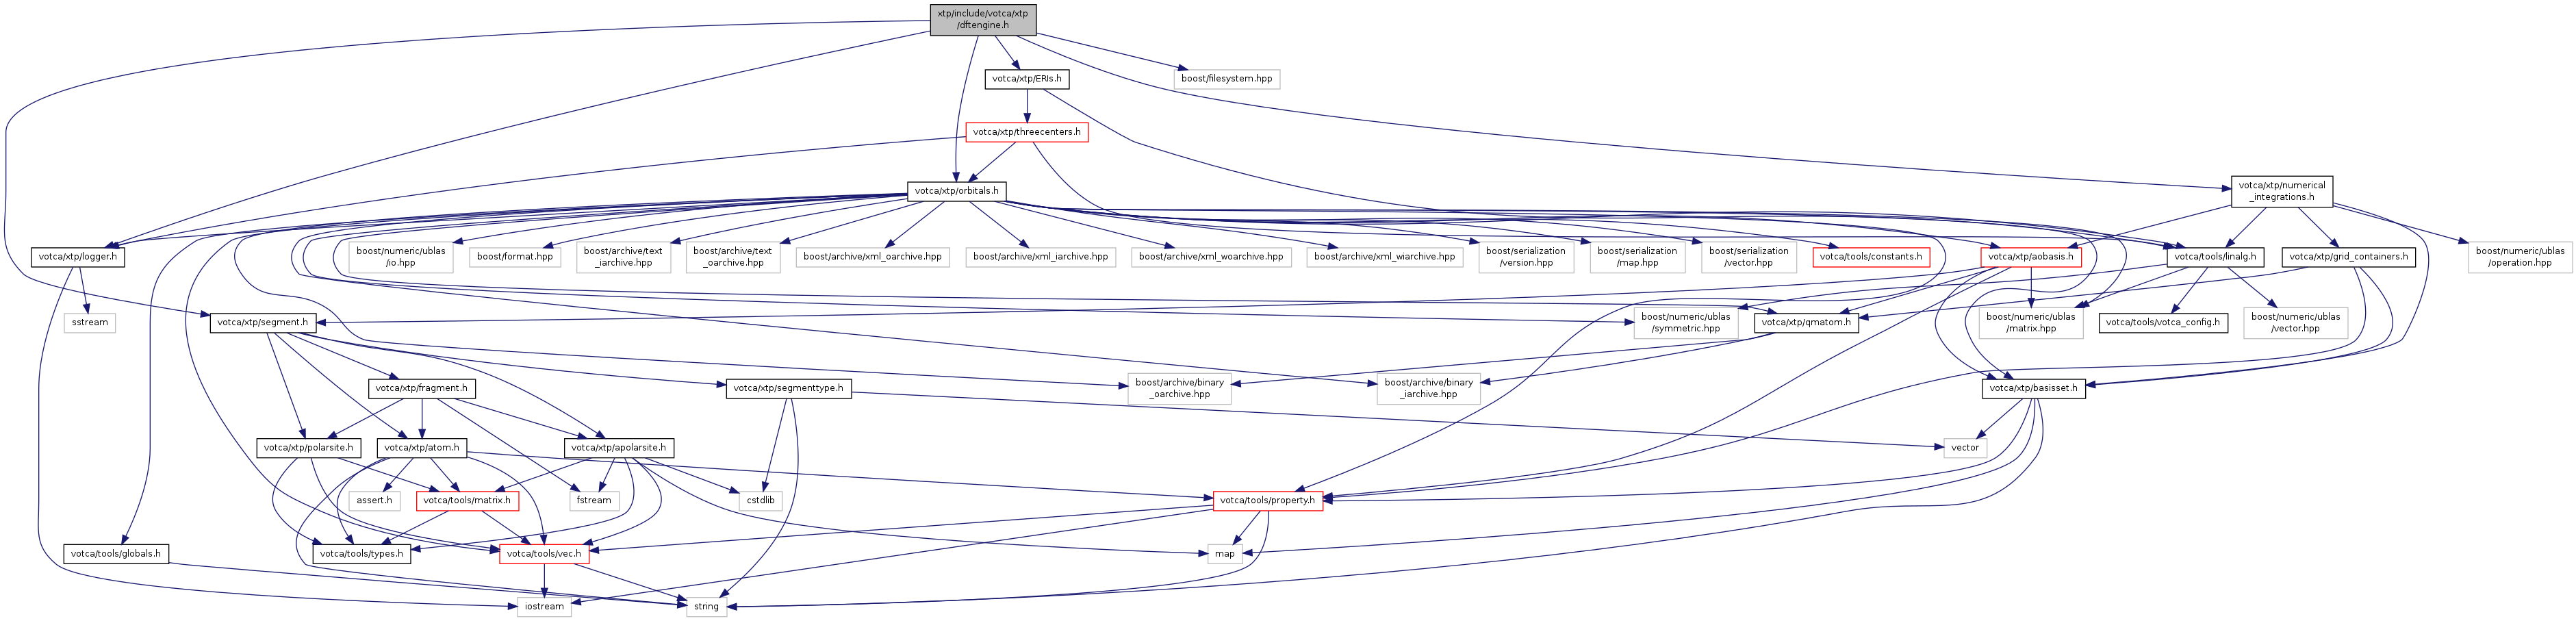 xtp/include/votca/xtp
/dftengine.h
votca/xtp/ERIs.h
boost/filesystem.hpp
votca/xtp/threecenters.h
votca/xtp/orbitals.h
votca/xtp/numerical
_integrations.h
votca/xtp/logger.h
boost/numeric/ublas
/io.hpp
boost/format.hpp
boost/archive/text
_iarchive.hpp
boost/archive/text
_oarchive.hpp
boost/archive/xml_oarchive.hpp
boost/archive/xml_iarchive.hpp
boost/archive/xml_woarchive.hpp
boost/archive/xml_wiarchive.hpp
boost/serialization
/version.hpp
boost/serialization
/map.hpp
boost/serialization
/vector.hpp
votca/tools/constants.h
votca/xtp/aobasis.h
votca/tools/linalg.h
votca/xtp/grid_containers.h
boost/numeric/ublas
/operation.hpp
sstream
votca/xtp/segment.h
boost/numeric/ublas
/symmetric.hpp
votca/xtp/qmatom.h
boost/numeric/ublas
/matrix.hpp
votca/tools/votca_config.h
boost/numeric/ublas
/vector.hpp
votca/xtp/fragment.h
votca/xtp/segmenttype.h
boost/archive/binary
_oarchive.hpp
boost/archive/binary
_iarchive.hpp
votca/xtp/basisset.h
votca/xtp/polarsite.h
votca/xtp/atom.h
votca/xtp/apolarsite.h
vector
assert.h
votca/tools/matrix.h
fstream
cstdlib
votca/tools/property.h
votca/tools/globals.h
votca/tools/types.h
votca/tools/vec.h
map
iostream
string